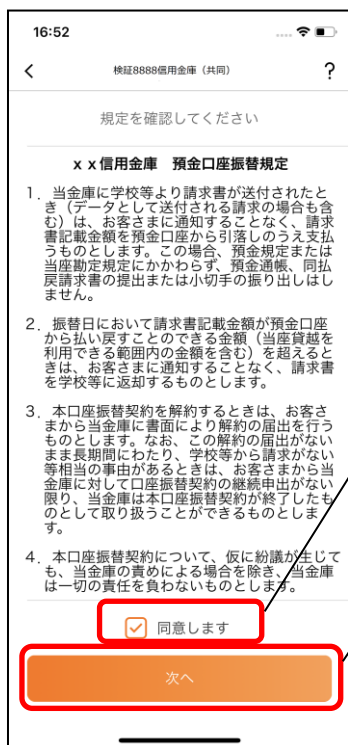 16:52
検証8888信用金庫（共同）
?
規定を確認してください
ｘｘ信用金庫　預金口座振替規定
1．当金庫に学校等より請求書が送付されたと
き（データとして送付される請求の場合も含
む）は、お客さまに通知することなく、請求
書記載金額を預金口座から引落しのうえ支払
うものとします。この場合、預金規定または
当座勘定規定にかかわらず、預金通帳、同払
戻請求書の提出または小切手の振り出しはし
ません。
2．振替日において請求書記載金額が預金口座
から払い戻すことのできる金額（当座貸越を
利用できる範囲内の金額を含む）を超えると
きは、お客さまに通知することなく、請求書
を学校等に返却するものとします。
3．本口座振替契約を解約するときは、お客さ
まから当金庫に書面により解約の届出を行う
ものとします。なお、この解約の届出がない
まま長期間にわたり、学校等から請求がない
等相当の事由があるときは、お客さまから当
金庫に対して口座振替契約の継続申出がない
限り、当金庫は本口座振替契約が終了したも
のとして取り扱うことができるものとしま
す。
4．本口座振替契約について、仮に紛議が生じて
も、当金庫の責めによる場合を除き、当金庫
は一切の責任を負わないものとします。
同意します
次へ